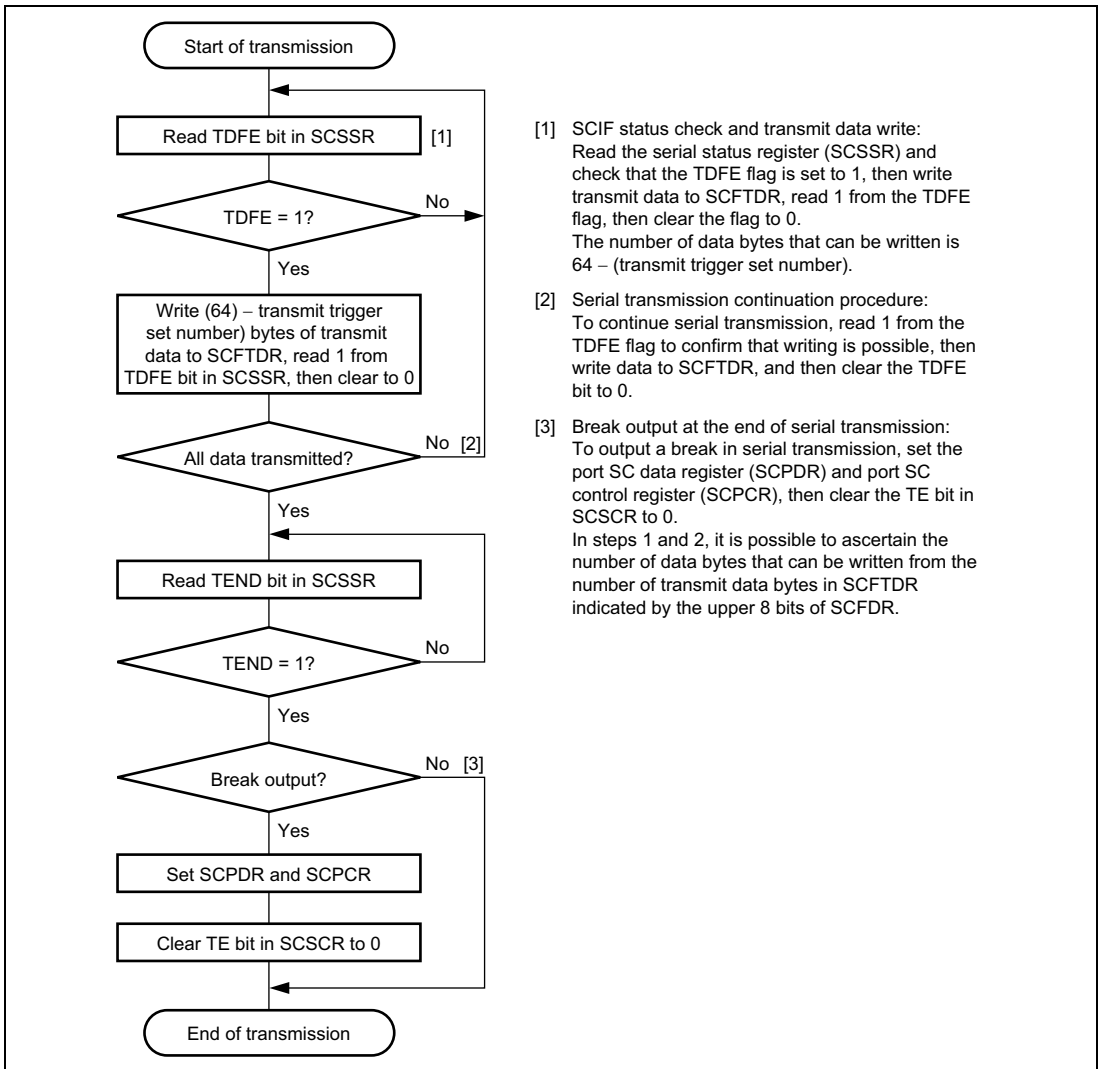 Start of transmission
Read TDFE bit in SCSSR
[1]
TDFE = 1?
No
Yes
Write (64) – transmit trigger
set number) bytes of transmit
data to SCFTDR, read 1 from
TDFE bit in SCSSR, then clear to 0
All data transmitted?
No [2]
Yes
Read TEND bit in SCSSR
TEND = 1?
No
Yes
Break output?
No [3]
Yes
Set SCPDR and SCPCR
Clear TE bit in SCSCR to 0
End of transmission
[1] SCIF status check and transmit data write:
Read the serial status register (SCSSR) and
check that the TDFE flag is set to 1, then write
transmit data to SCFTDR, read 1 from the TDFE
flag, then clear the flag to 0.
The number of data bytes that can be written is
64 – (transmit trigger set number).
[2] Serial transmission continuation procedure:
To continue serial transmission, read 1 from the
TDFE flag to confirm that writing is possible, then
write data to SCFTDR, and then clear the TDFE
bit to 0.
[3] Break output at the end of serial transmission:
To output a break in serial transmission, set the
port SC data register (SCPDR) and port SC
control register (SCPCR), then clear the TE bit in
SCSCR to 0.
In steps 1 and 2, it is possible to ascertain the
number of data bytes that can be written from the
number of transmit data bytes in SCFTDR
indicated by the upper 8 bits of SCFDR.